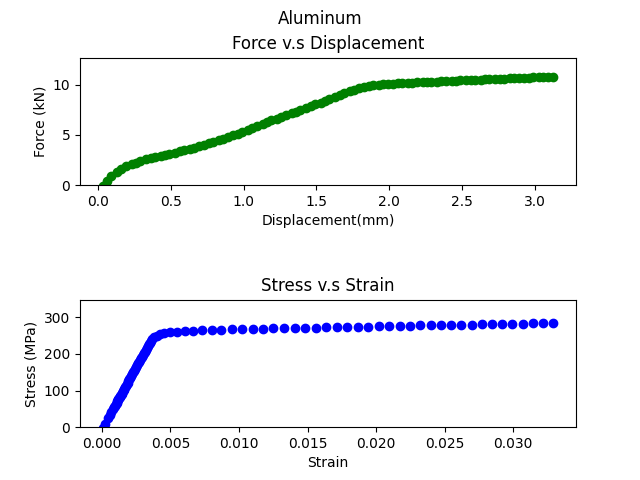 Aluminum
Force v.s Displacement
Force (kN)
10
5
0
0.0 0.5 1.0 1.5 2.0 2.5 3.0
Displacement(mm)
Stress v.s Strain
Stress (MPa)
300
200
100
0
0.000 0.005 0.010 0.015 0.020 0.025 0.030
Strain